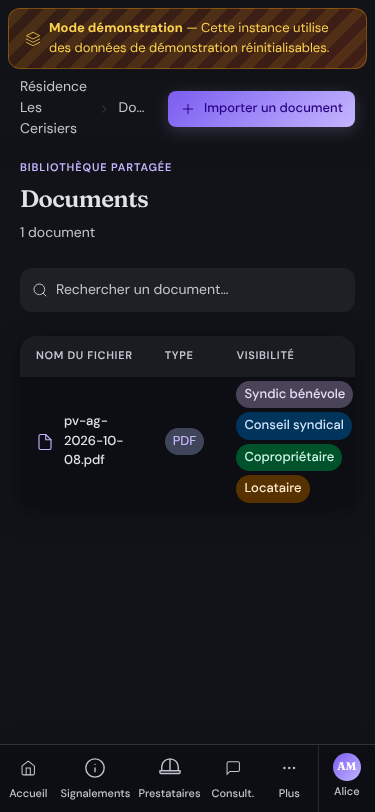 Mode démonstration — Cette instance utilise
des données de démonstration réinitialisables.
Résidence
Les
Cerisiers
Do...
Importer un document
BIBLIOTHÈQUE PARTAGÉE
Documents
1 document
Rechercher un document...
NOM DU FICHIER TYPE VISIBILITÉ
pv-ag-
2026-10-
08.pdf
PDF
Syndic bénévole
Conseil syndical
Copropriétaire
Locataire
Accueil Signalements Prestataires Consult. Plus
AM
Alice